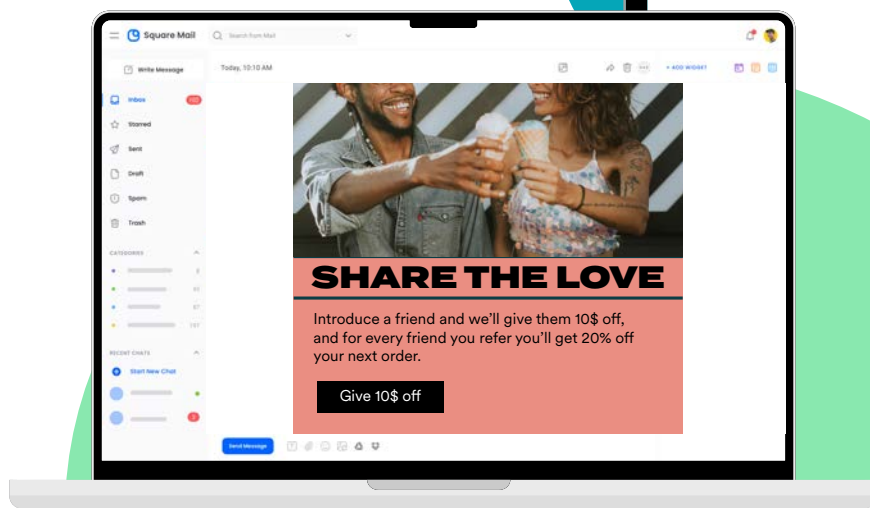 Square Mail
Search from Mail
Write Message
Today, 10:10 AM
+ ADD WIDGET
Inbox
Starred
Sent
Draft
Spam
Trash
CATEGORIES
RECENT CHATS
Start New Chat
2
SHARE THE LOVE
Introduce a friend and we'll give them 10$ off,
and for every friend you refer you'll get 20% off
your next order.
Give 10$ off
Send Message